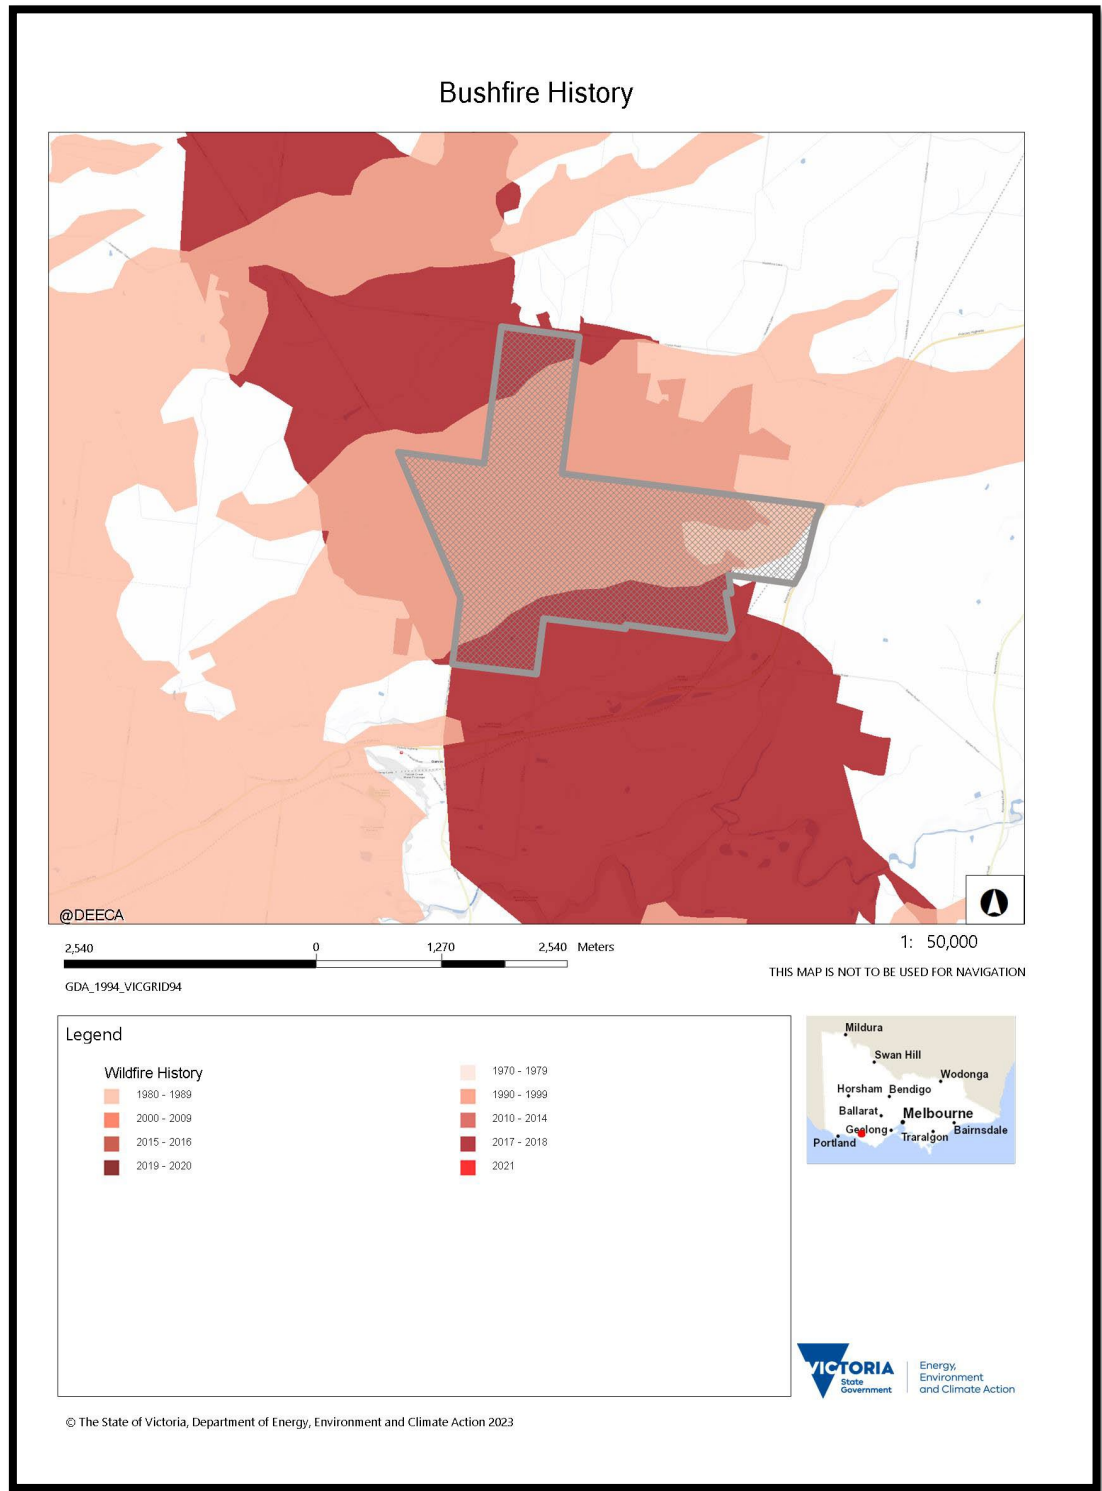 Bushfire History
@DEECA
2,540 0 1,270 2,540 Meters
1: 50,000
THIS MAP IS NOT TO BE USED FOR NAVIGATION
GDA_1994_VICGRID94
Legend
Wildfire History
1980 - 1989
2000 - 2009
2015 - 2016
2019 - 2020
1970 - 1979
1990 - 1999
2010 - 2014
2017 - 2018
2021
Mildura
Swan Hill
Wodonga
Horsham Bendigo
Ballarat Melbourne
Geelong Bairnsdale
Portland Traralgon
VICTORIA
State
Government
Energy,
Environment
and Climate Action
© The State of Victoria, Department of Energy, Environment and Climate Action 2023